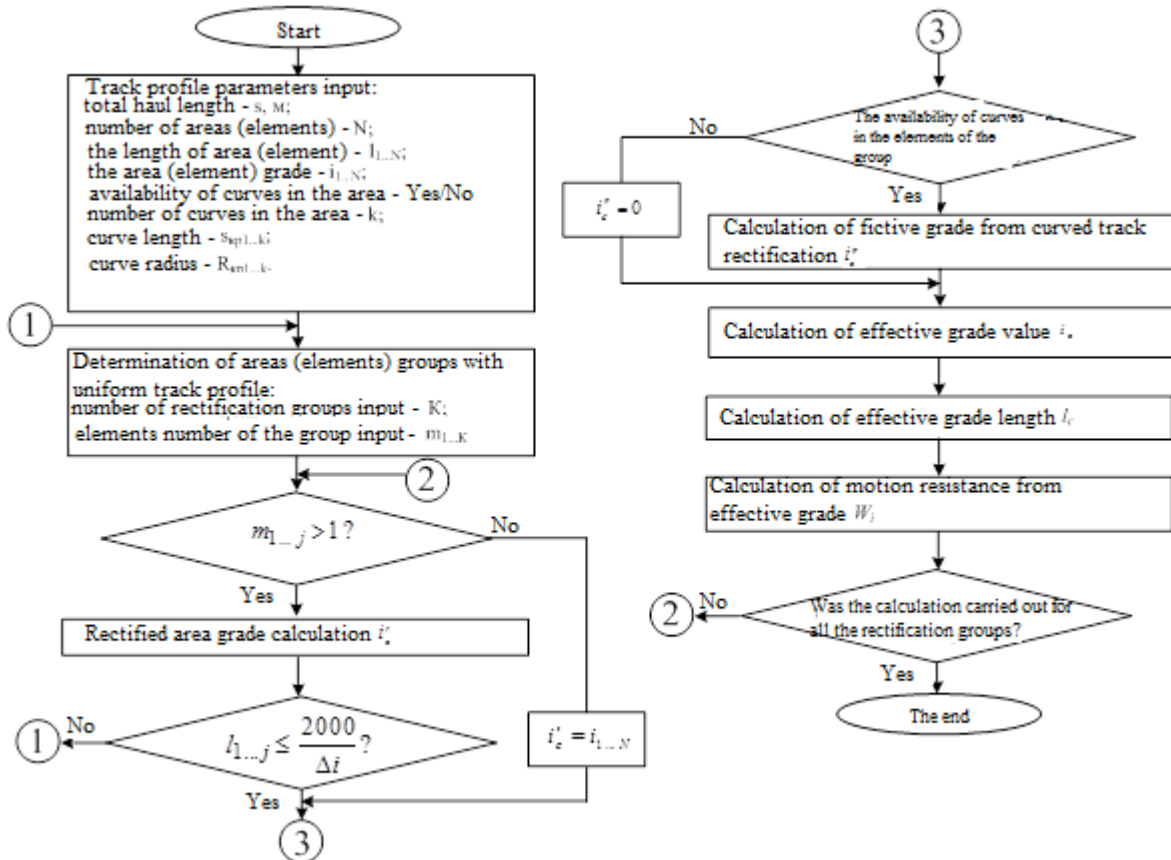 Start
Track profile parameters input:
total haul length - s, м;
number of areas (elements) - N;
the length of area (element) - l1...N;
the area (element) grade - i1...N;
availability of curves in the area - Yes/No
number of curves in the area - k;
curve length - sкр1...k;
curve radius - Rкр1...k.
1
Determination of areas (elements) groups with
uniform track profile:
number of rectification groups input - K;
elements number of the group input - m1...K
2
m1... j > 1 ?
No
Yes
Rectified area grade calculation
No
1
l1...j ≤ 2000/Δi ?
i'c = i1...N
Yes
3
3
The availability of curves
in the elements of the
group
No
Yes
= 0
Calculation of fictive grade from curved track
rectification
Calculation of effective grade value
Calculation of effective grade length lc
Calculation of motion resistance from
effective grade Wi
2
No
Was the calculation carried out for
all the rectification groups?
Yes
The end